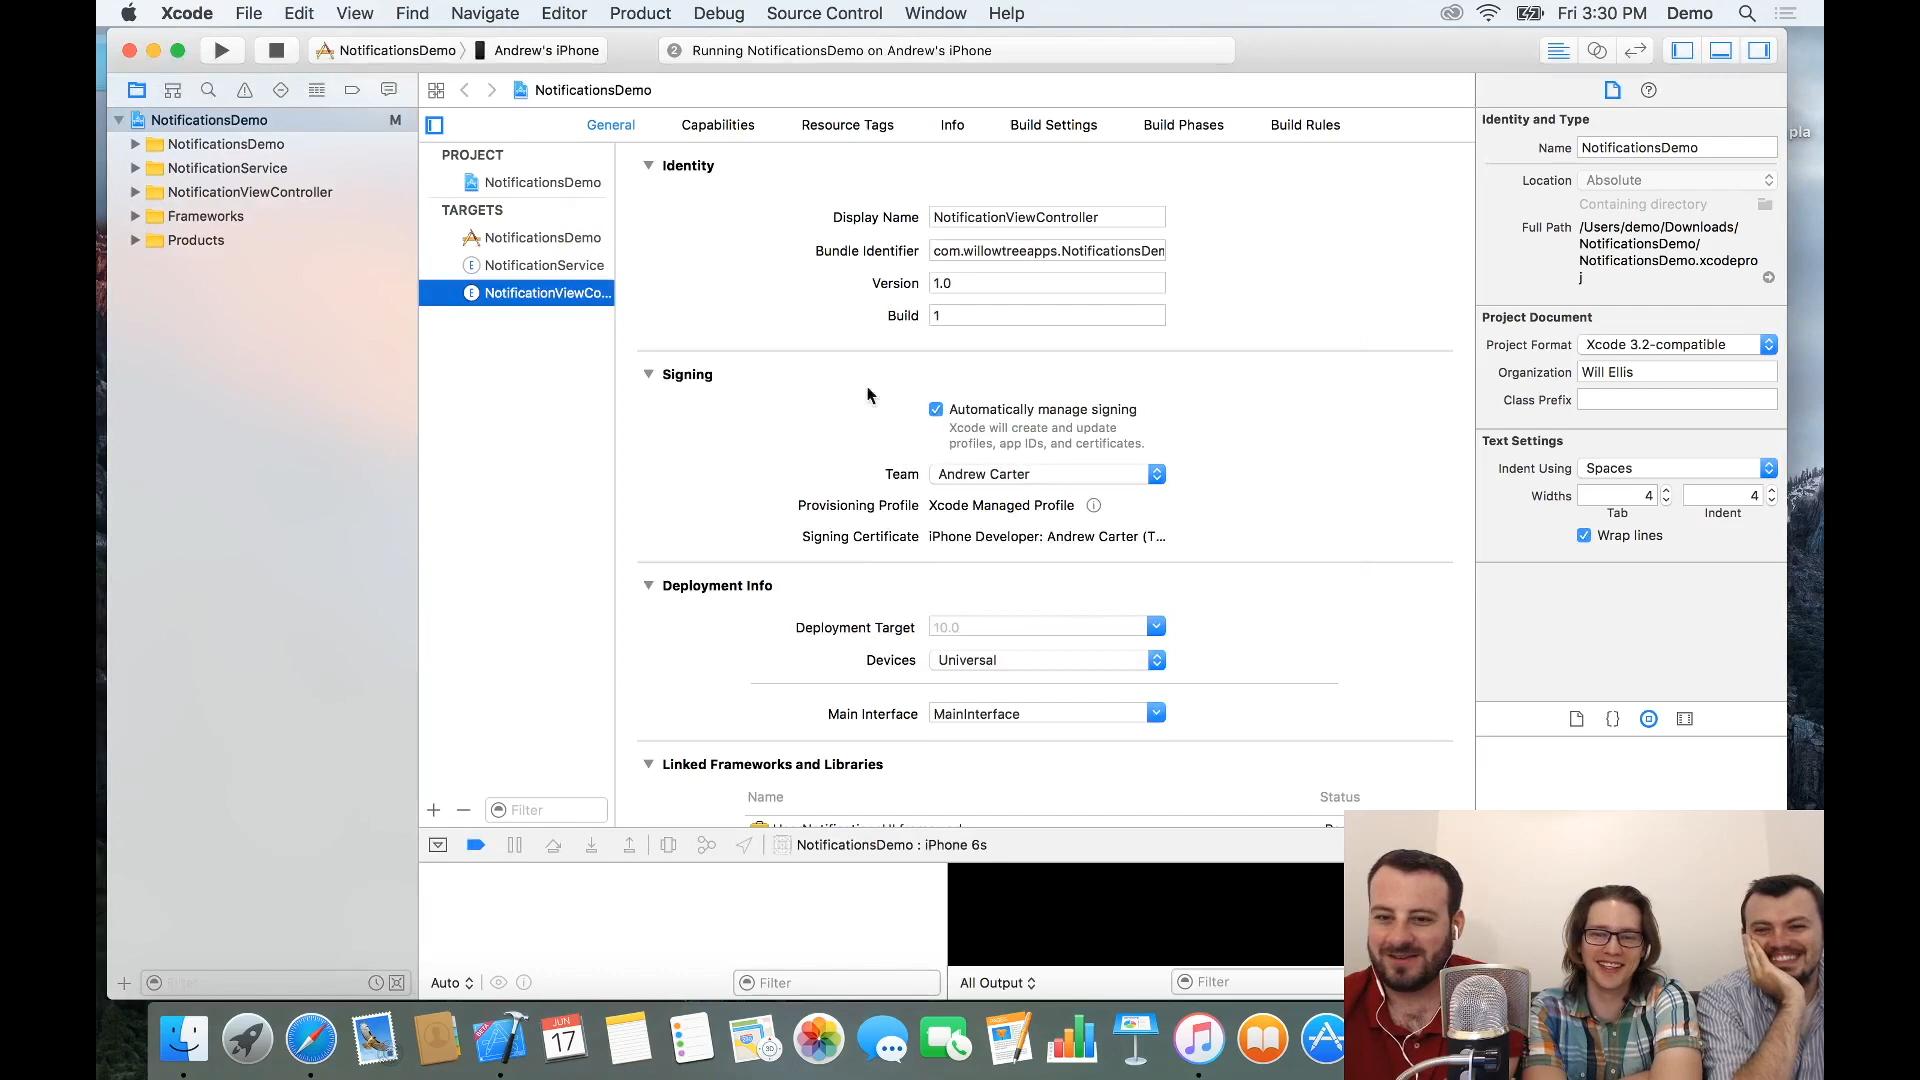 Xcode File Edit View Find Navigate Editor Product Debug Source Control Window Help Fri 3:30 PM Demo
NotificationsDemo Andrew's iPhone 2 Running NotificationsDemo on Andrew's iPhone
NotificationsDemo M
NotificationsDemo
NotificationService
NotificationViewController
Frameworks
Products
NotificationsDemo
General Capabilities Resource Tags Info Build Settings Build Phases Build Rules
PROJECT
NotificationsDemo
TARGETS
NotificationsDemo
E NotificationService
E NotificationViewCo...
Filter
Identity
Display Name NotificationViewController
Bundle Identifier com.willowtreeapps.NotificationsDem
Version 1.0
Build 1
Signing
Automatically manage signing
Xcode will create and update
profiles, app IDs, and certificates.
Team Andrew Carter
Provisioning Profile Xcode Managed Profile
Signing Certificate iPhone Developer: Andrew Carter (T...
Deployment Info
Deployment Target 10.0
Devices Universal
Main Interface MainInterface
Linked Frameworks and Libraries
Name Status
NotificationsDemo : iPhone 6s
Auto Filter
All Output Filter
Filter
Identity and Type
Name NotificationsDemo
Location Absolute
Containing directory
Full Path /Users/demo/Downloads/
NotificationsDemo/
NotificationsDemo.xcodepro
j
Project Document
Project Format Xcode 3.2-compatible
Organization Will Ellis
Class Prefix
Text Settings
Indent Using Spaces
Widths 4 4
Tab Indent
Wrap lines
pla
BETA
JUN
17
3D